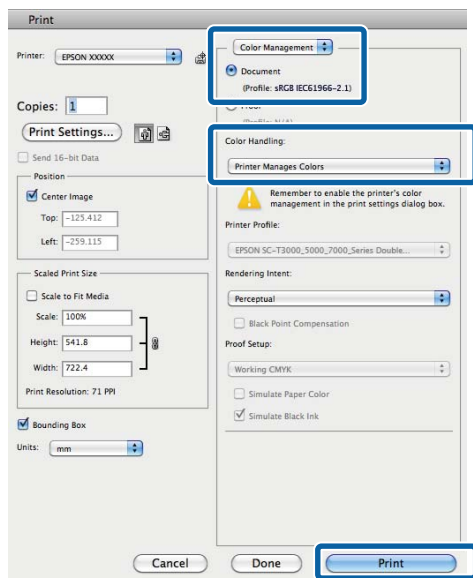 Print
Printer: EPSON XXXXX
Copies: 1
Print Settings...
Send 16-bit Data
Position
Center Image
Top: -125.412
Left: -259.115
Scaled Print Size
Scale to Fit Media
Scale: 100%
Height: 541.8
Width: 722.4
Print Resolution: 71 PPI
Bounding Box
Units: mm
Color Management
Document
(Profile: sRGB IEC61966-2.1)
Color Handling:
Printer Manages Colors
Remember to enable the printer's color
management in the print settings dialog box.
Printer Profile:
EPSON SC-T3000_5000_7000_Series Double...
Rendering Intent:
Perceptual
Black Point Compensation
Proof Setup:
Working CMYK
Simulate Paper Color
Simulate Black Ink
Cancel
Done
Print